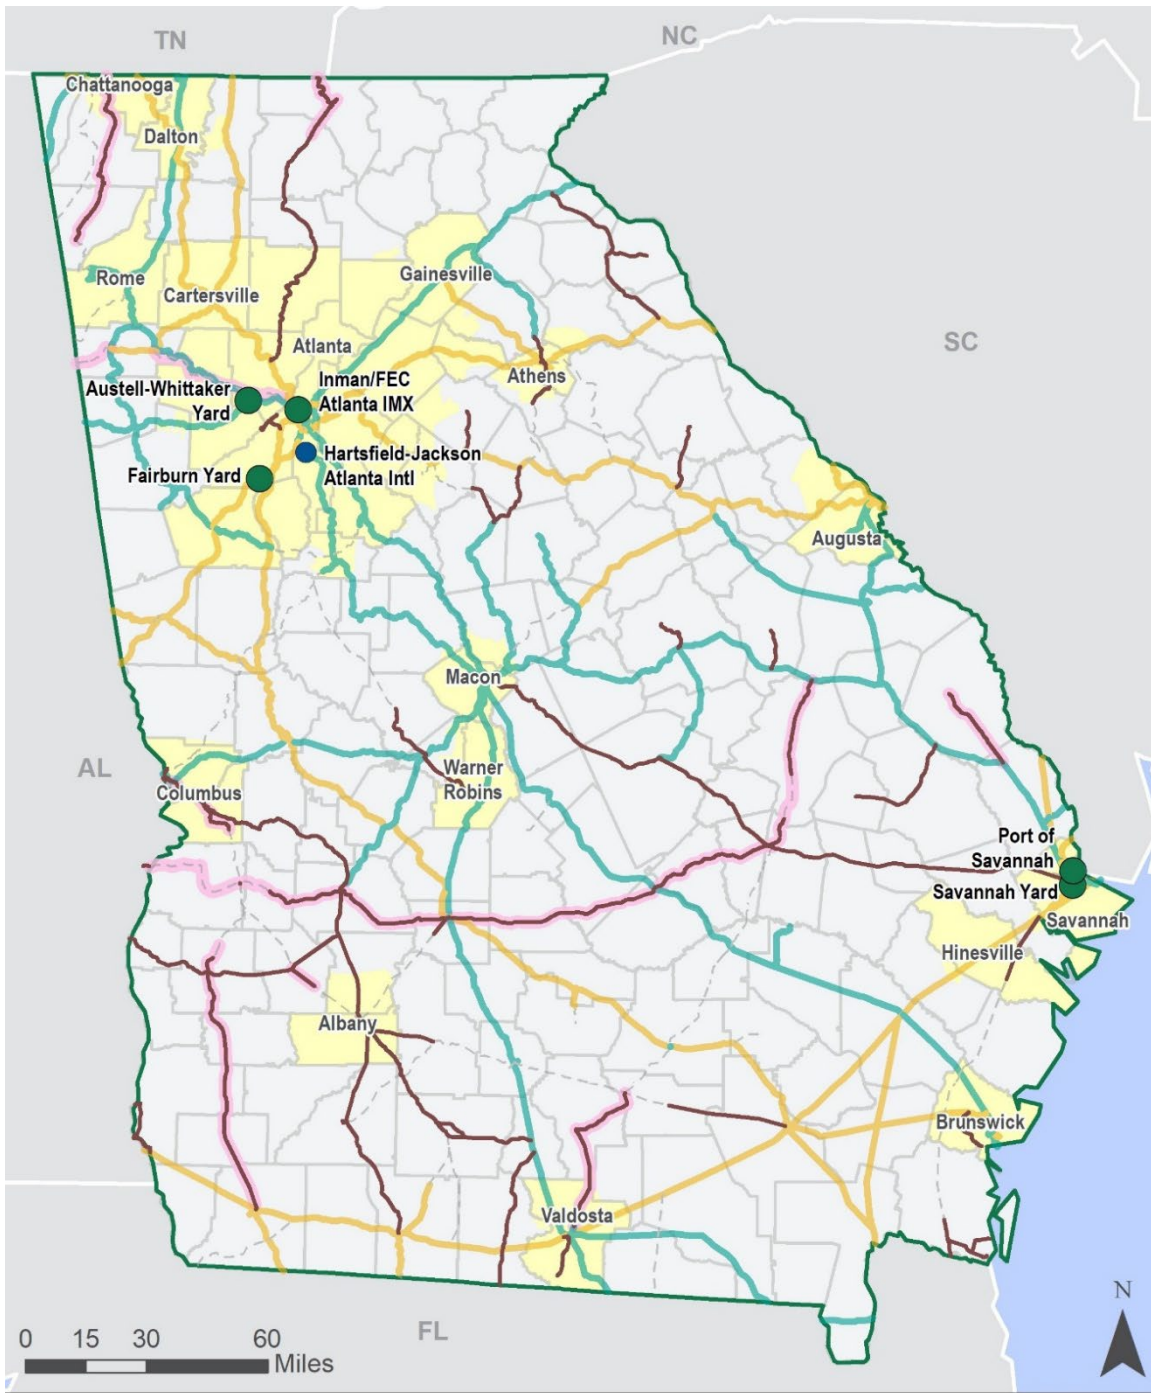 TN
NC
Chattanooga
Dalton
Rome
Gainesville
Cartersville
SC
Atlanta
Athens
Austell-Whittaker
Yard
Inman/FEC
Atlanta IMX
Hartsfield-Jackson
Atlanta Intl
Fairburn Yard
Augusta
Macon
AL
Columbus
Warner
Robins
Port of
Savannah
Savannah Yard
Savannah
Hinesville
Albany
Brunswick
Valdosta
FL
N
0 15 30 60
Miles